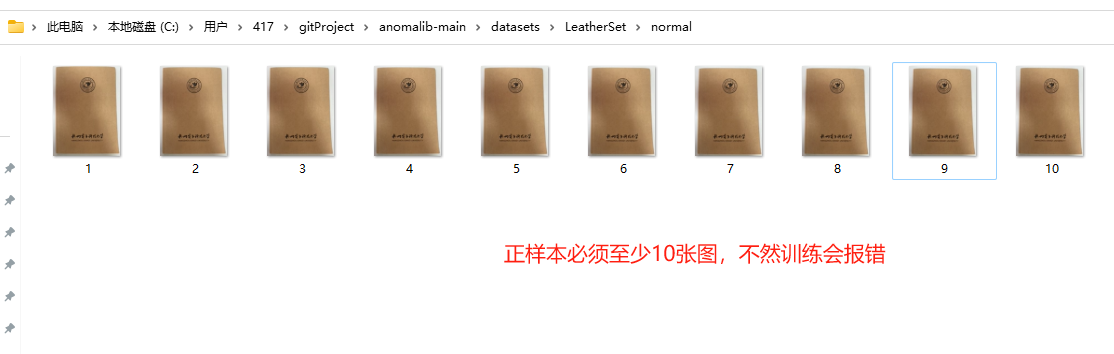 此电脑 › 本地磁盘 (C:) › 用户 › 417 › gitProject › anomalib-main › datasets › LeatherSet › normal
1 2 3 4 5 6 7 8 9 10
正样本必须至少10张图，不然训练会报错